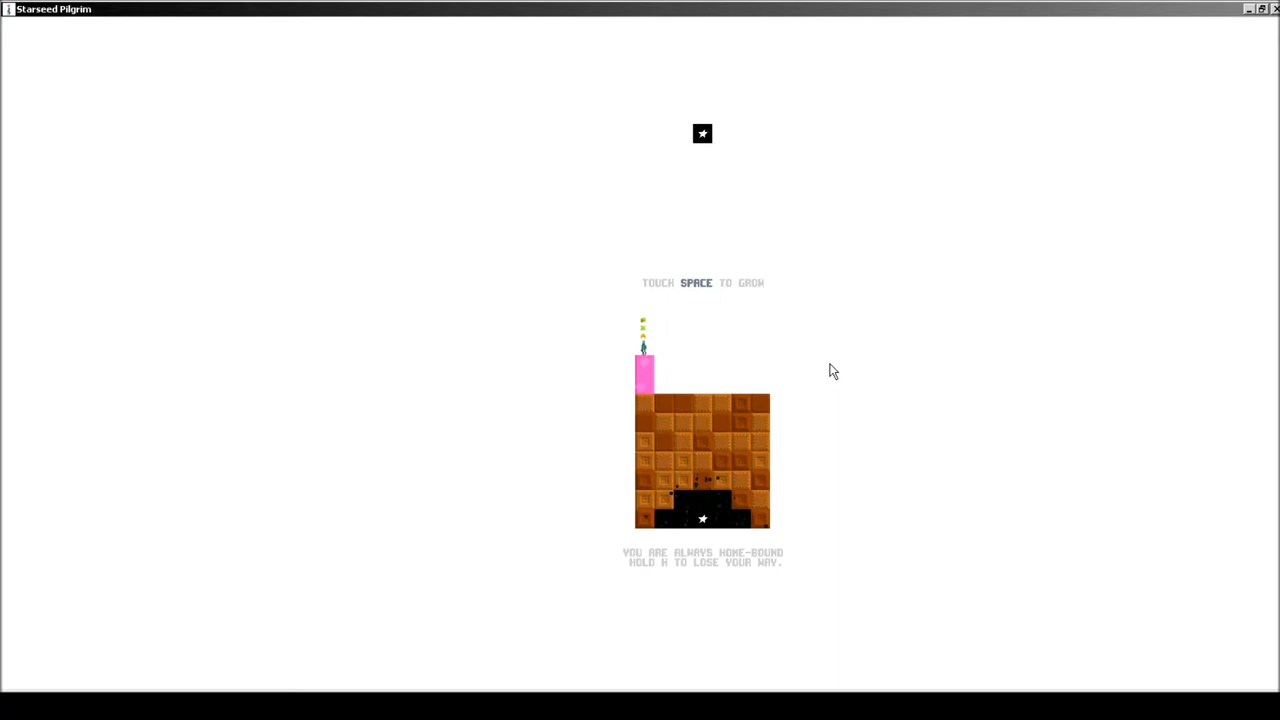 Starseed Pilgrim
TOUCH SPACE TO GROW
YOU ARE ALWAYS HOME-BOUND
HOLD H TO LOSE YOUR WAY.